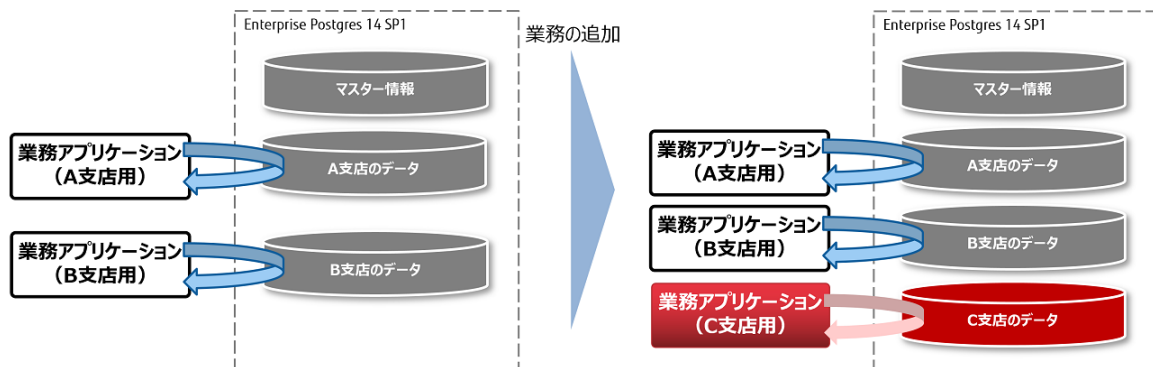 Enterprise Postgres 14 SP1
マスター情報
業務アプリケーション
（A支店用）
A支店のデータ
業務アプリケーション
（B支店用）
B支店のデータ
業務の追加
Enterprise Postgres 14 SP1
マスター情報
業務アプリケーション
（A支店用）
A支店のデータ
業務アプリケーション
（B支店用）
B支店のデータ
業務アプリケーション
（C支店用）
C支店のデータ